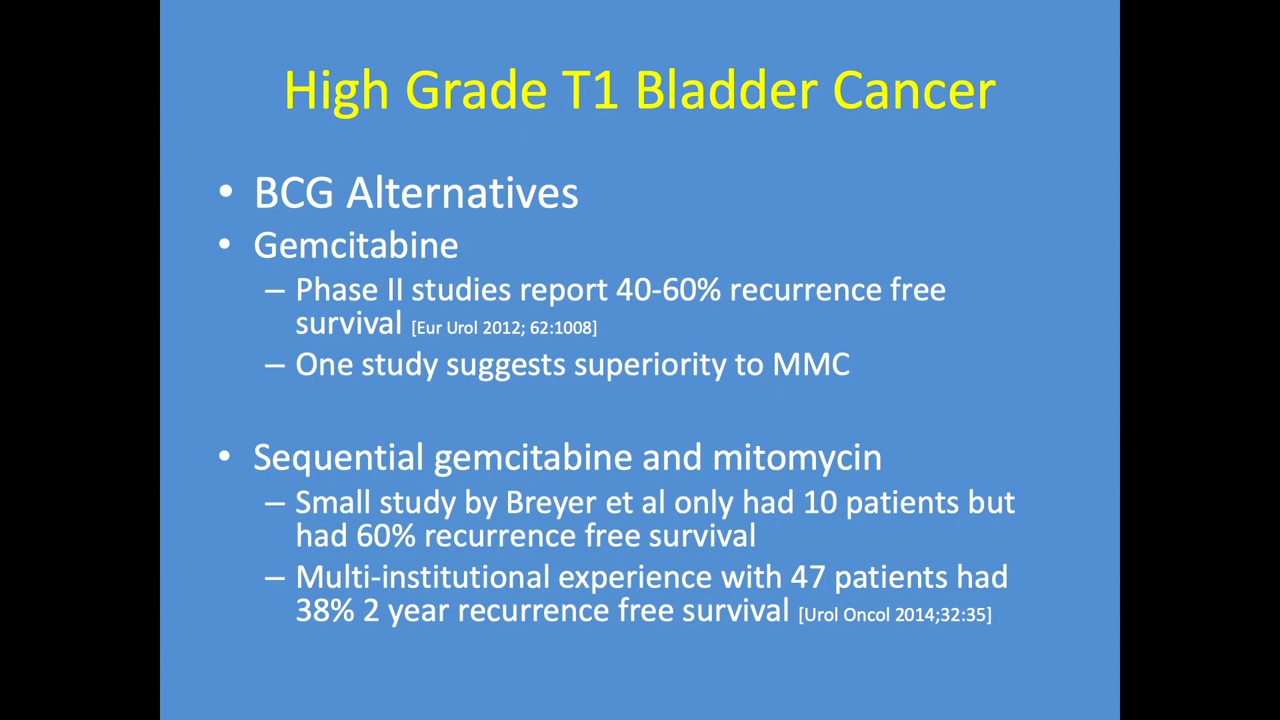 High Grade T1 Bladder Cancer
• BCG Alternatives
• Gemcitabine
– Phase II studies report 40-60% recurrence free
survival [Eur Urol 2012; 62:1008]
– One study suggests superiority to MMC
• Sequential gemcitabine and mitomycin
– Small study by Breyer et al only had 10 patients but
had 60% recurrence free survival
– Multi-institutional experience with 47 patients had
38% 2 year recurrence free survival [Urol Oncol 2014;32:35]